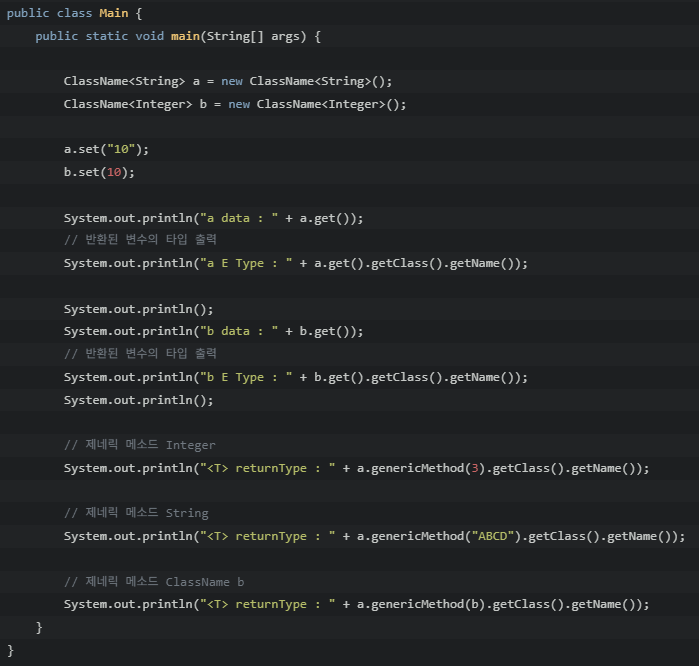 public class Main {
    public static void main(String[] args) {
        ClassName<String> a = new ClassName<String>();
        ClassName<Integer> b = new ClassName<Integer>();
        a.set("10");
        b.set(10);
        System.out.println("a data : " + a.get());
        // 반환된 변수의 타입 출력
        System.out.println("a E Type : " + a.get().getClass().getName());
        System.out.println();
        System.out.println("b data : " + b.get());
        // 반환된 변수의 타입 출력
        System.out.println("b E Type : " + b.get().getClass().getName());
        System.out.println();
        // 제네릭 메소드 Integer
        System.out.println("<T> returnType : " + a.genericMethod(3).getClass().getName());
        // 제네릭 메소드 String
        System.out.println("<T> returnType : " + a.genericMethod("ABCD").getClass().getName());
        // 제네릭 메소드 ClassName b
        System.out.println("<T> returnType : " + a.genericMethod(b).getClass().getName());
    }
}